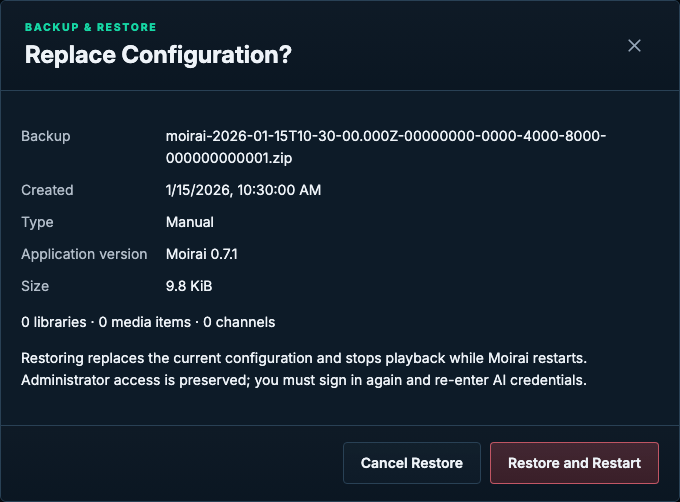 BACKUP & RESTORE
Replace Configuration?
Backup moirai-2026-01-15T10-30-00.000Z-00000000-0000-4000-8000-
000000000001.zip
Created 1/15/2026, 10:30:00 AM
Type Manual
Application version Moirai 0.7.1
Size 9.8 KiB
0 libraries · 0 media items · 0 channels
Restoring replaces the current configuration and stops playback while Moirai restarts.
Administrator access is preserved; you must sign in again and re-enter AI credentials.
Cancel Restore Restore and Restart